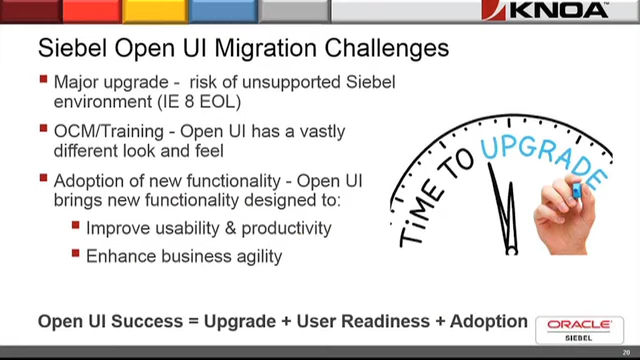 KNOA™
Siebel Open UI Migration Challenges
Major upgrade - risk of unsupported Siebel
environment (IE 8 EOL)
OCM/Training - Open UI has a vastly
different look and feel
Adoption of new functionality - Open UI
brings new functionality designed to:
Improve usability & productivity
Enhance business agility
TiME TO UPGRADE
Open UI Success = Upgrade + User Readiness + Adoption
ORACLE
SIEBEL
20